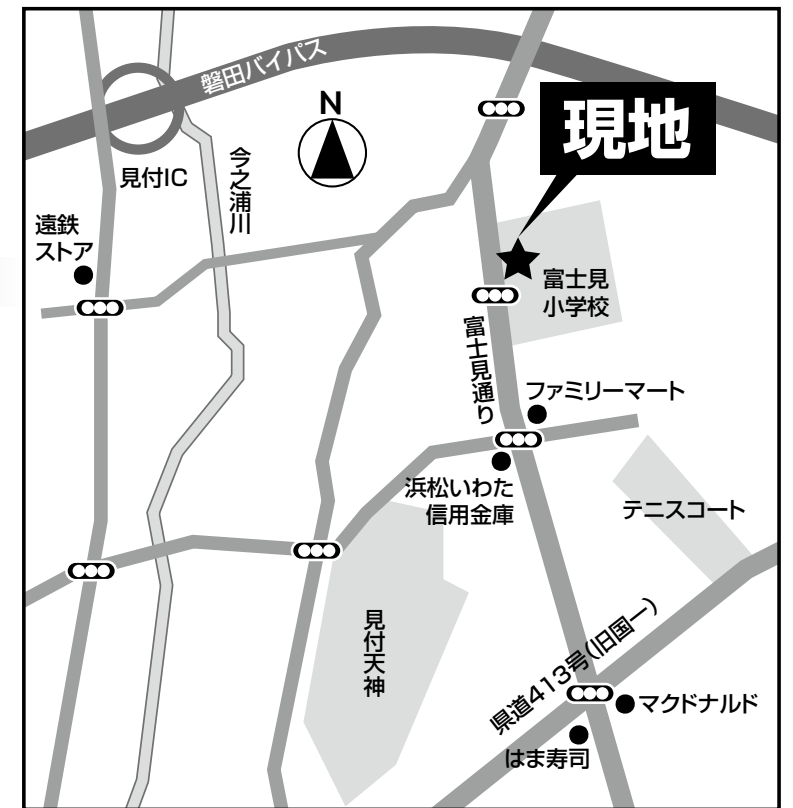 磐田バイパス
N
現地
見付IC
今之浦川
遠鉄
ストア
富士見
小学校
富士見通り
ファミリーマート
浜松いわた
信用金庫
テニスコート
見付天神
県道413号(旧国一)
マクドナルド
はま寿司